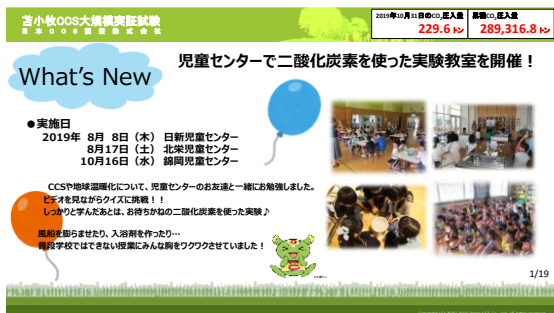 苫小牧CCS大規模実証試験
日本CCS調査株式会社
2019年10月31日のCO₂圧入量
229.6 トン
累積CO₂圧入量
289,316.8 トン
What's New
児童センターで二酸化炭素を使った実験教室を開催！
●実施日
2019年 8月 8日（木） 日新児童センター
8月17日（土） 北栄児童センター
10月16日（水） 錦岡児童センター
CCSや地球温暖化について、児童センターのお友達と一緒にお勉強しました。
ビデオを見ながらクイズに挑戦！！
しっかりと学んだあとは、お待ちかねの二酸化炭素を使った実験♪
風船を膨らませたり、入浴剤を作ったり…
普段学校ではできない授業にみんな胸をワクワクさせていました！
1/19